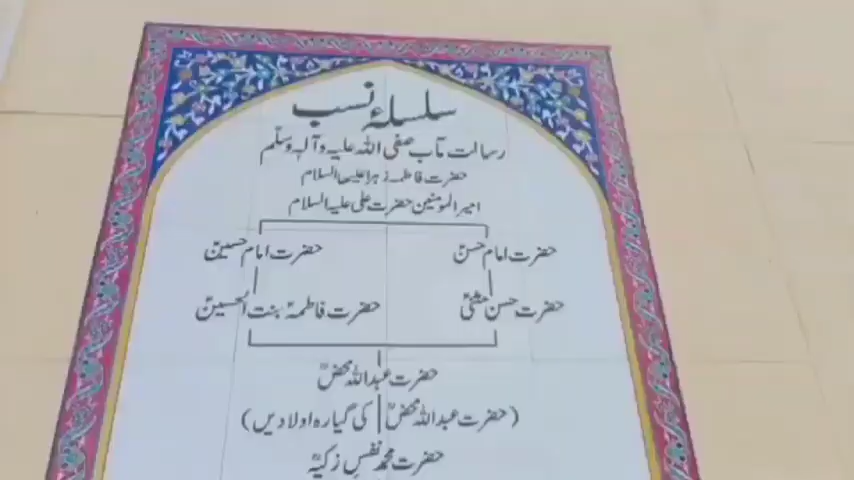 سلسلۂ نسب
رسالت مآب صلی اللہ علیہ وآلہ وسلم
حضرت فاطمہ زہرا علیہا السلام
امیر المومنین حضرت علی علیہ السلام
حضرت امام حسنؑ حضرت امام حسینؑ
حضرت حسن مثنیٰؑ حضرت فاطمہؑ بنت الحسینؑ
حضرت عبداللہ محضؑ
(حضرت عبداللہ محضؑ کی گیارہ اولادیں)
حضرت محمد نفس زکیہؑ